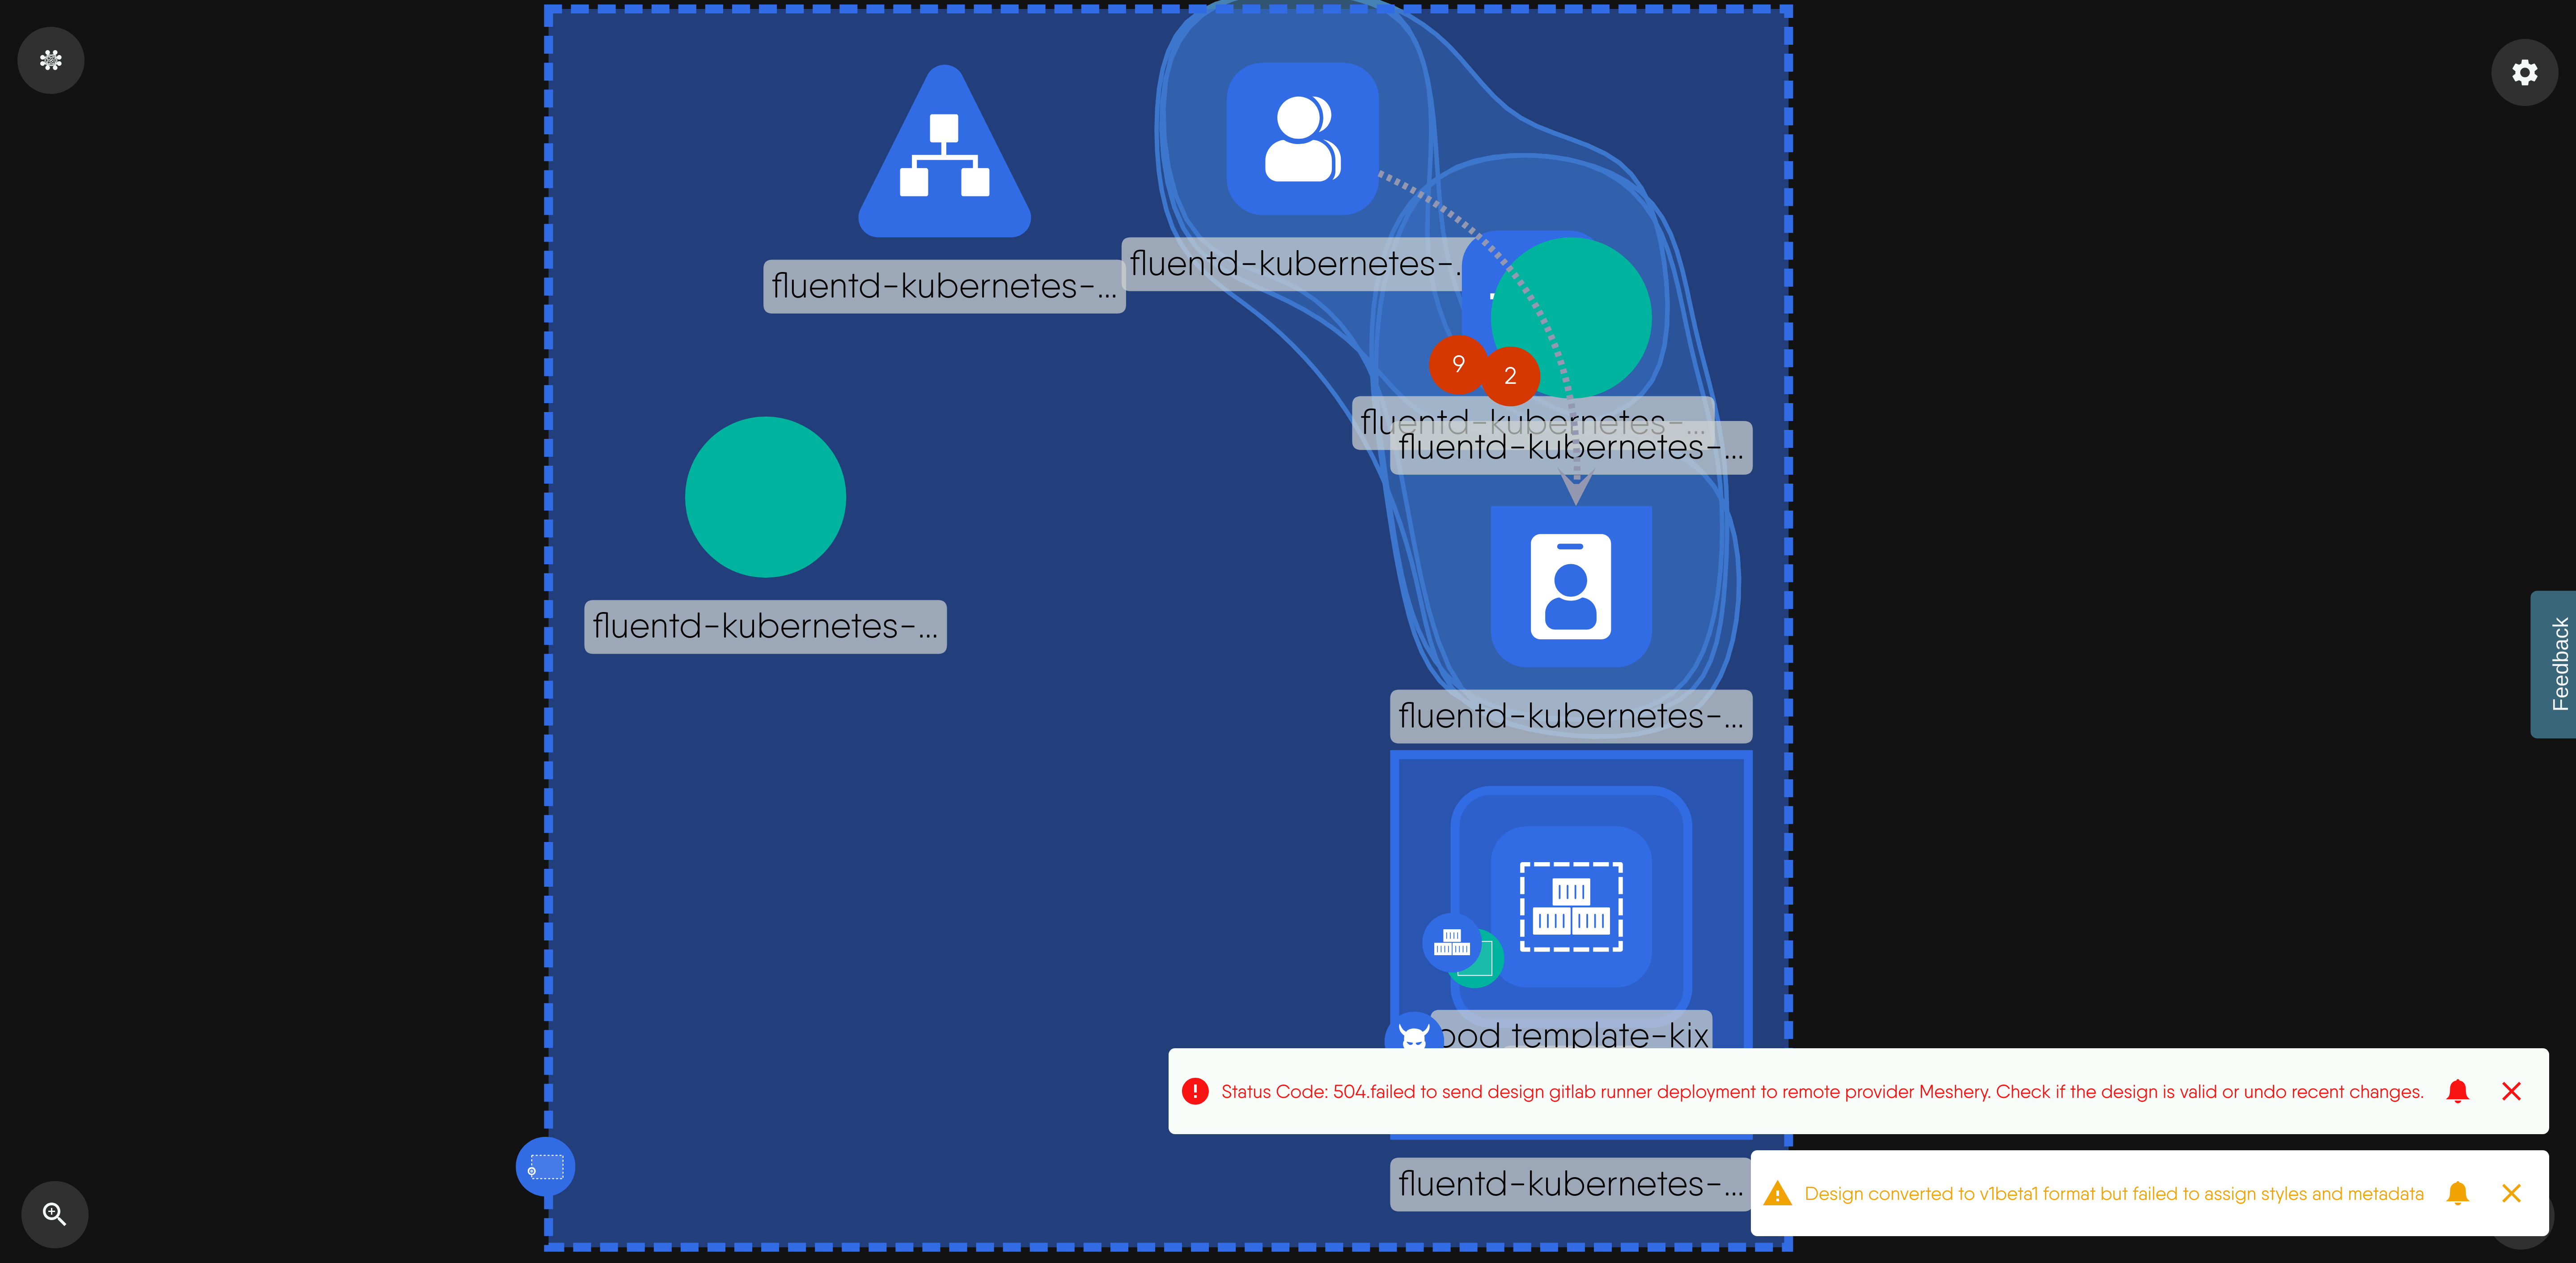 fluentd-kubernetes-.
fluentd-kubernetes-...
9
2
fluentd-kubernetes-...
fluentd-kubernetes-...
fluentd-kubernetes-...
Feedback
fluentd-kubernetes-...
pod template-kix
Status Code: 504.failed to send design gitlab runner deployment to remote provider Meshery. Check if the design is valid or undo recent changes.
fluentd-kubernetes-...
Design converted to v1beta1 format but failed to assign styles and metadata